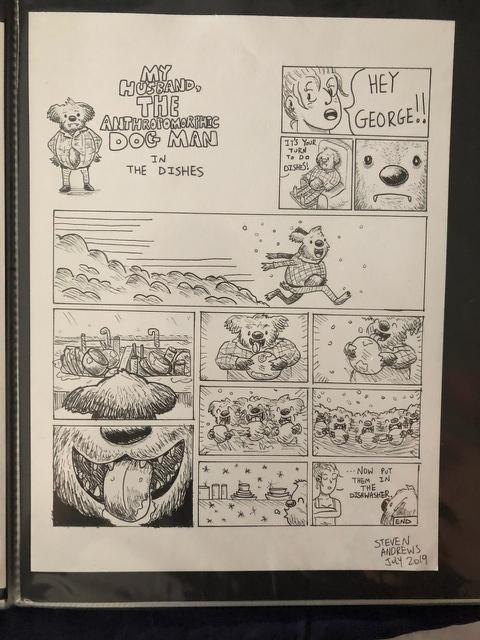 MY
HUSBAND,
THE
ANTHROPOMORPHIC
DOG MAN
IN
THE DISHES
HEY
GEORGE!!
IT'S YOUR
TURN
TO DO
DISHES!
...NOW PUT
THEM IN
THE
DISHWASHER.
END
STEVEN
ANDREWS
July 2019